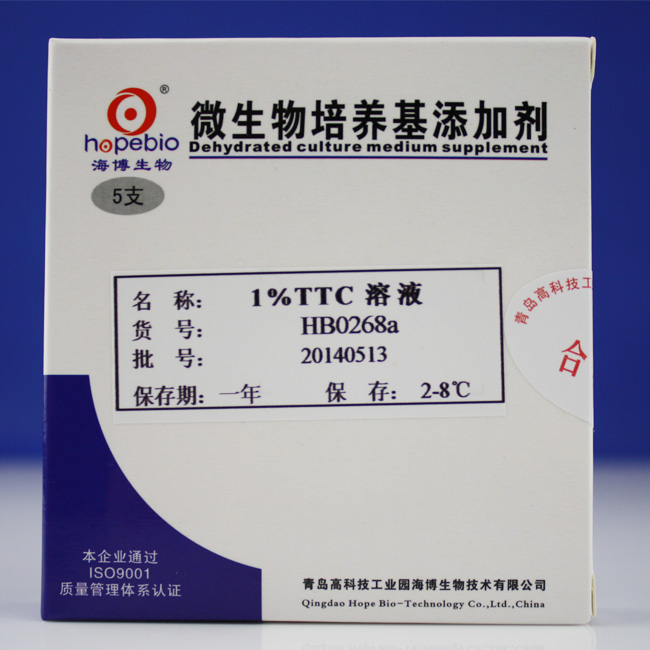 ®
hopebio
海博生物
5支
微生物培养基添加剂
Dehydrated culture medium supplement
名 称： 1%TTC 溶液
货 号： HB0268a
批 号： 20140513
保存期：一年 保 存： 2-8℃
青岛高科技工
合
本企业通过
ISO9001
质量管理体系认证
青岛高科技工业园海博生物技术有限公司
Qingdao Hope Bio-Technology Co.,Ltd.,China